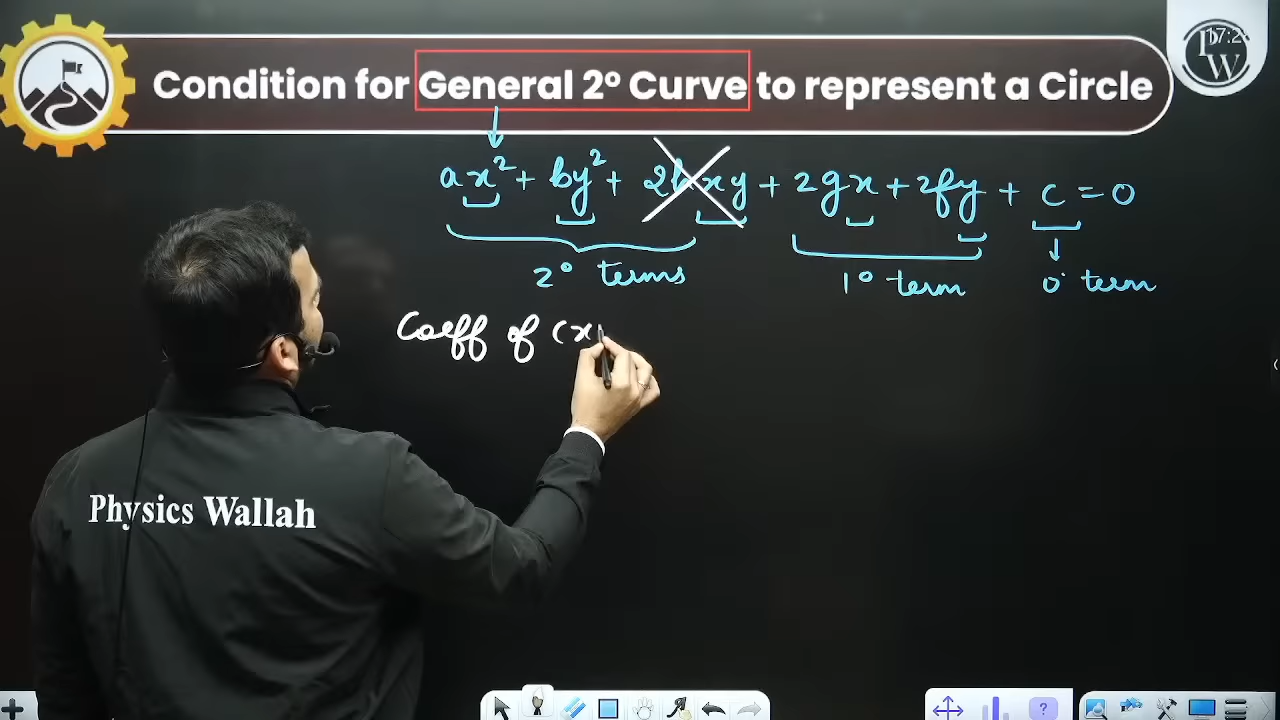 Condition for General 2° Curve to represent a Circle
ax² + by² + 2hxy + 2gx + 2fy + c = 0
2° terms
1° term
0° term
Coeff of (x
Physics Wallah